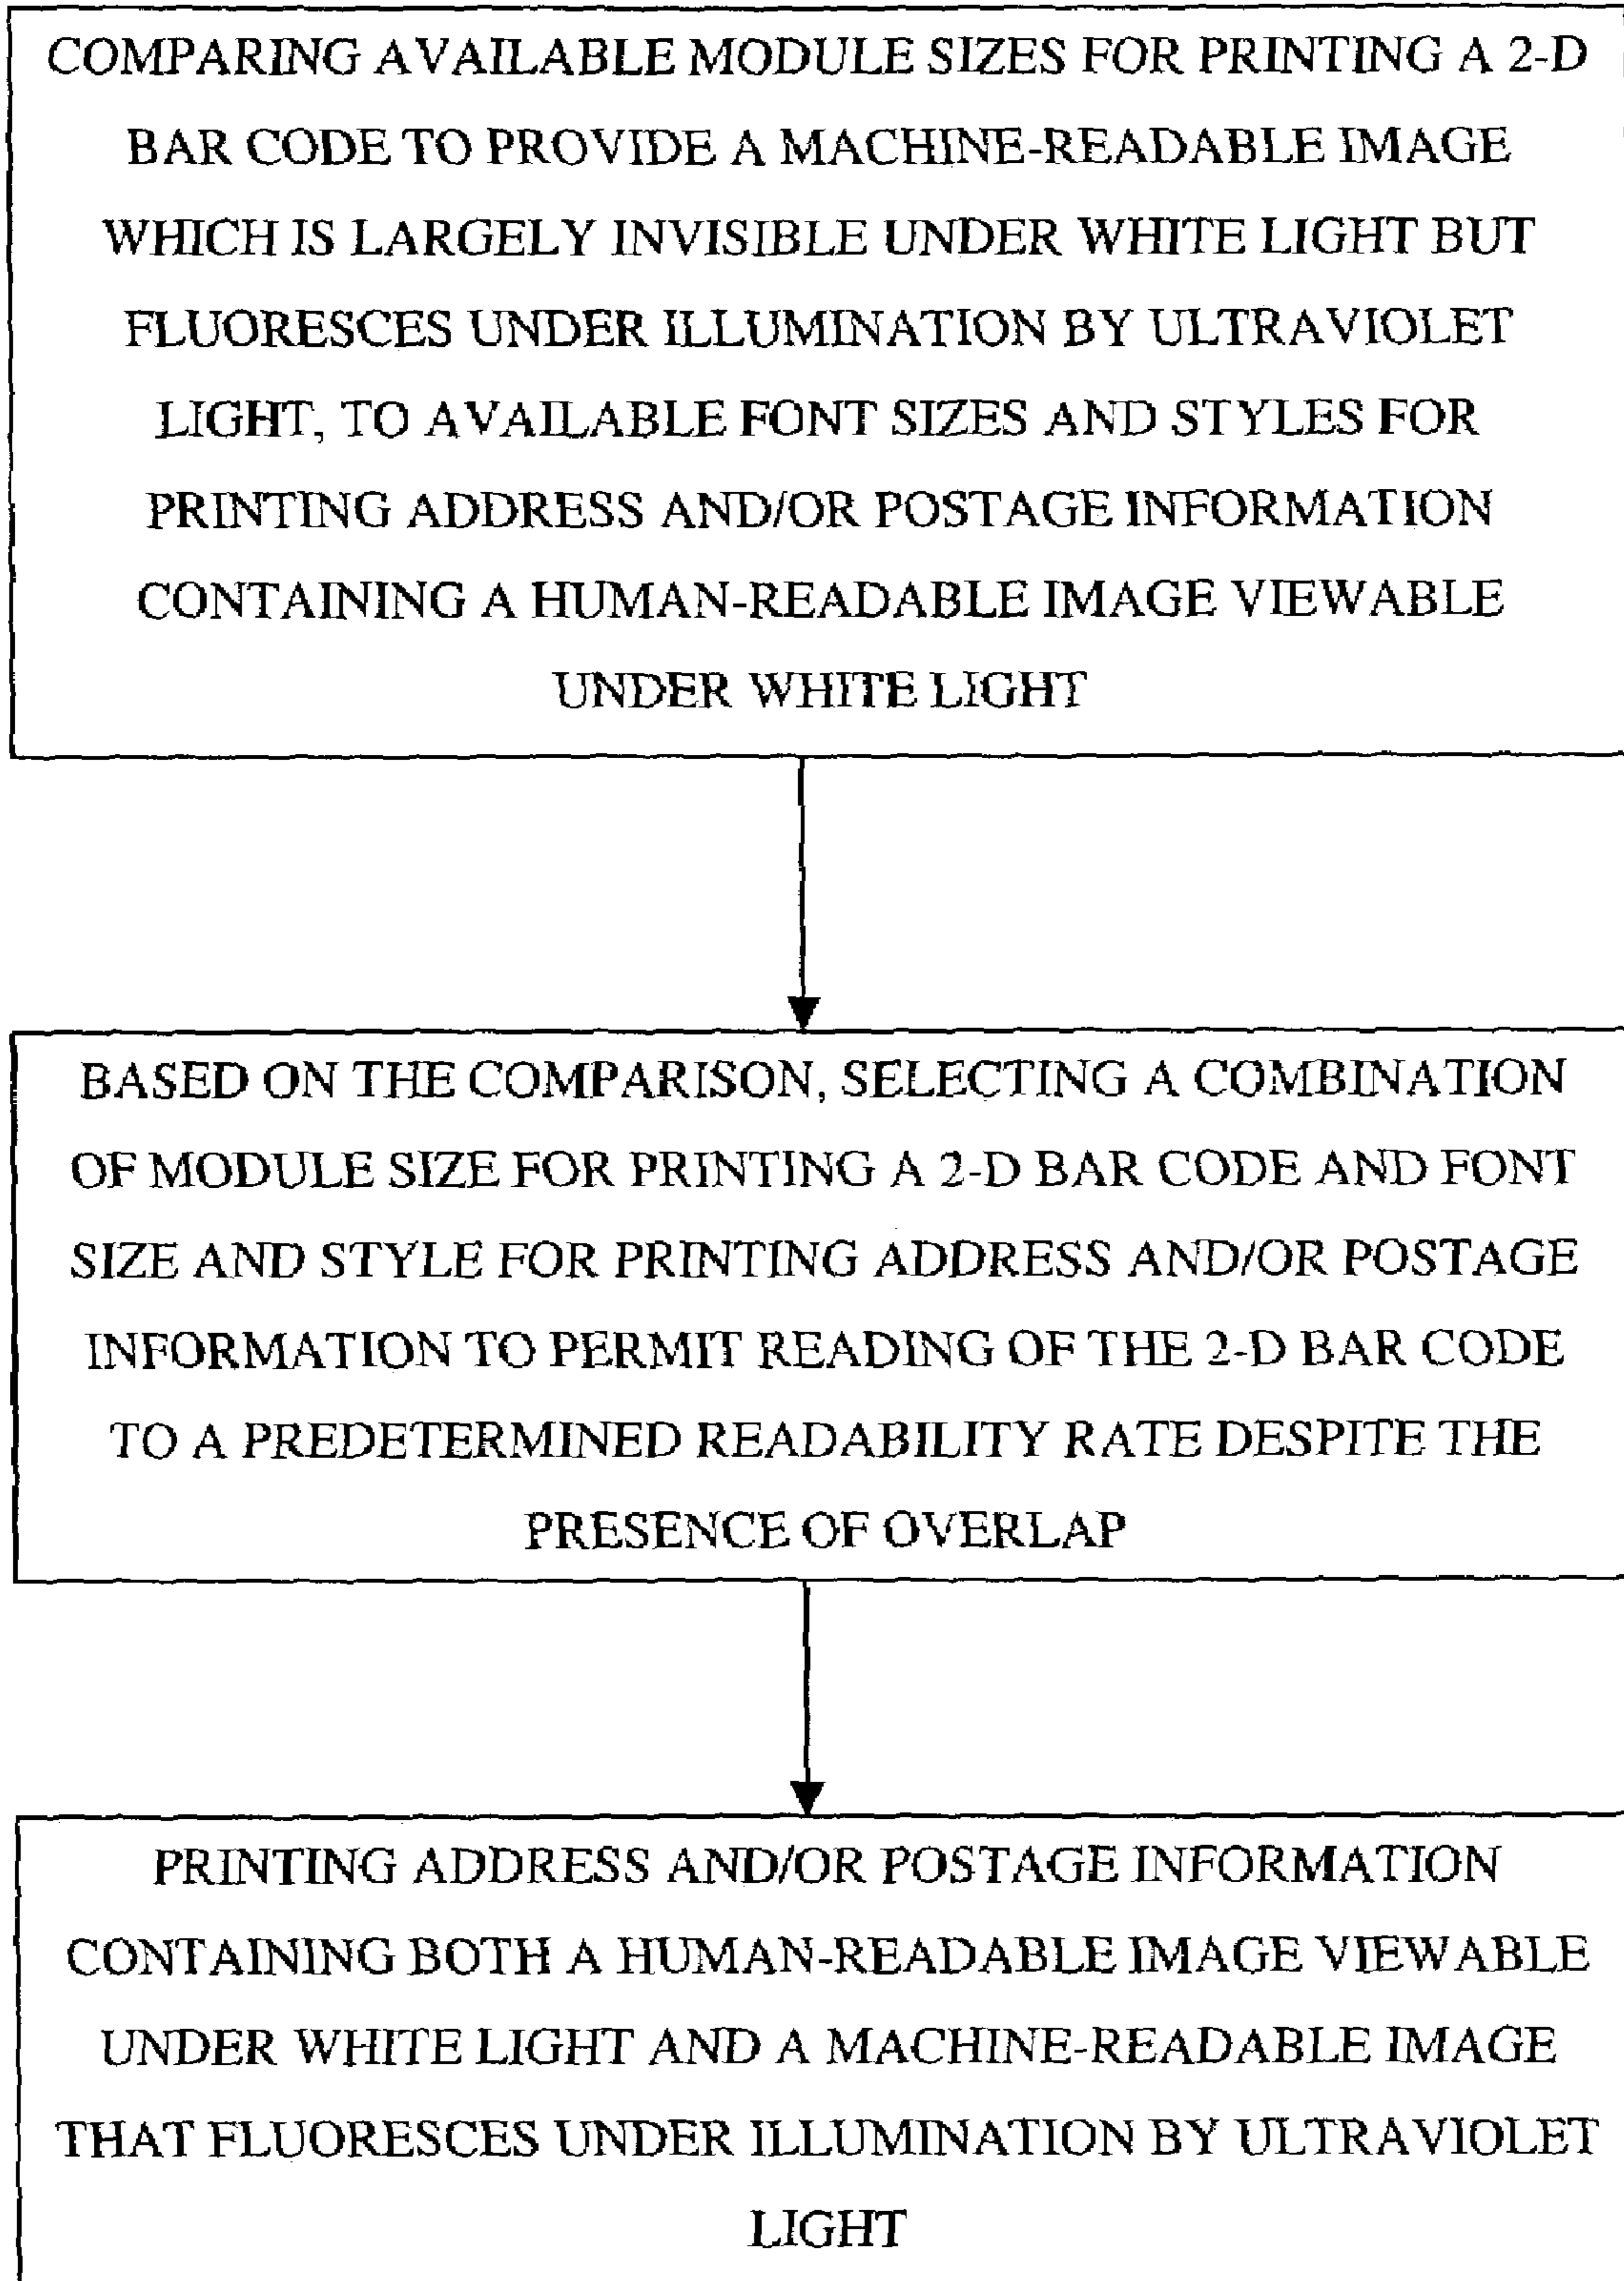 COMPARING AVAILABLE MODULE SIZES FOR PRINTING A 2-D
BAR CODE TO PROVIDE A MACHINE-READABLE IMAGE
WHICH IS LARGELY INVISIBLE UNDER WHITE LIGHT BUT
FLUORESCES UNDER ILLUMINATION BY ULTRAVIOLET
LIGHT, TO AVAILABLE FONT SIZES AND STYLES FOR
PRINTING ADDRESS AND/OR POSTAGE INFORMATION
CONTAINING A HUMAN-READABLE IMAGE VIEWABLE
UNDER WHITE LIGHT
BASED ON THE COMPARISON, SELECTING A COMBINATION
OF MODULE SIZE FOR PRINTING A 2-D BAR CODE AND FONT
SIZE AND STYLE FOR PRINTING ADDRESS AND/OR POSTAGE
INFORMATION TO PERMIT READING OF THE 2-D BAR CODE
TO A PREDETERMINED READABILITY RATE DESPITE THE
PRESENCE OF OVERLAP
PRINTING ADDRESS AND/OR POSTAGE INFORMATION
CONTAINING BOTH A HUMAN-READABLE IMAGE VIEWABLE
UNDER WHITE LIGHT AND A MACHINE-READABLE IMAGE
THAT FLUORESCES UNDER ILLUMINATION BY ULTRAVIOLET
LIGHT